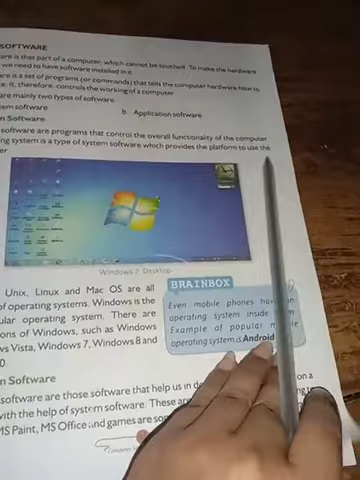 SOFTWARE
are is that part of a computer, which cannot be touched. To make the hardware
we need to have software installed in it.
are is a set of programs (or commands) that tells the computer hardware how to
e. It, therefore, controls the working of a computer.
are mainly two types of software.
em software
b. Application software
m Software
software are programs that control the overall functionality of the computer.
ng system is a type of system software which provides the platform to use the
er
Windows 7 Desktop
Unix, Linux and Mac OS are all
of operating systems. Windows is the
ular operating system. There are
ons of Windows, such as Windows
ws Vista, Windows 7, Windows 8 and
0.
BRAINBOX
Even mobile phones hav an
operating system inside
Example of popular m le
operating system is Android
n Software
software are those software that help us in d on a
with the help of system software. These ar
MS Paint, MS Office and games are so
Computer